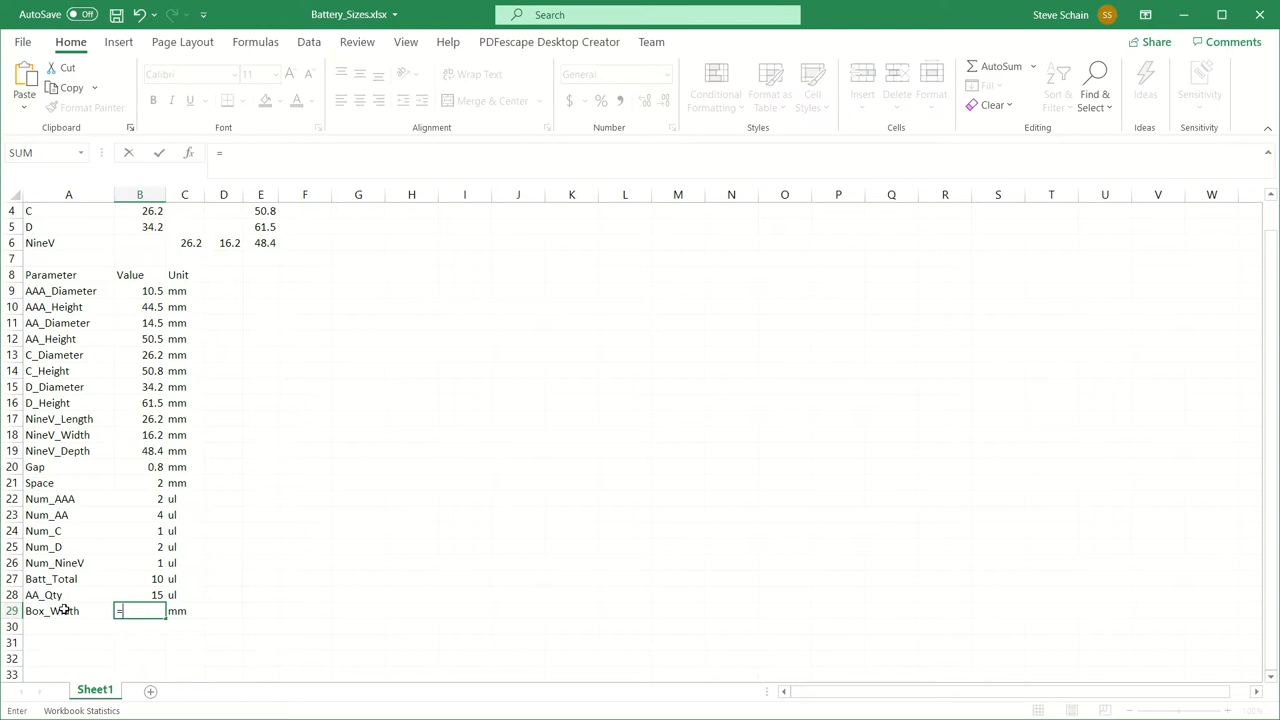 AutoSave Off Battery_Sizes.xlsx Search Steve Schain SS
File Home Insert Page Layout Formulas Data Review View Help PDFescape Desktop Creator Team Share Comments
Paste Cut Copy Format Painter
Calibri 11 B I U A A A
Wrap Text Merge & Center
General $ % ,
Conditional Formatting Format as Table Cell Styles
Insert Delete Format
AutoSum Fill Clear Sort & Filter Find & Select
Ideas Sensitivity
Clipboard Font Alignment Number Styles Cells Editing Ideas Sensitivity
SUM fx =
A B C D E F G H I J K L M N O P Q R S T U V W
4 C 26.2 50.8
5 D 34.2 61.5
6 NineV 26.2 16.2 48.4
7
8 Parameter Value Unit
9 AAA_Diameter 10.5 mm
10 AAA_Height 44.5 mm
11 AA_Diameter 14.5 mm
12 AA_Height 50.5 mm
13 C_Diameter 26.2 mm
14 C_Height 50.8 mm
15 D_Diameter 34.2 mm
16 D_Height 61.5 mm
17 NineV_Length 26.2 mm
18 NineV_Width 16.2 mm
19 NineV_Depth 48.4 mm
20 Gap 0.8 mm
21 Space 2 mm
22 Num_AAA 2 ul
23 Num_AA 4 ul
24 Num_C 1 ul
25 Num_D 2 ul
26 Num_NineV 1 ul
27 Batt_Total 10 ul
28 AA_Qty 15 ul
29 Box_Width = mm
30
31
32
33
Sheet1
Enter Workbook Statistics 100%